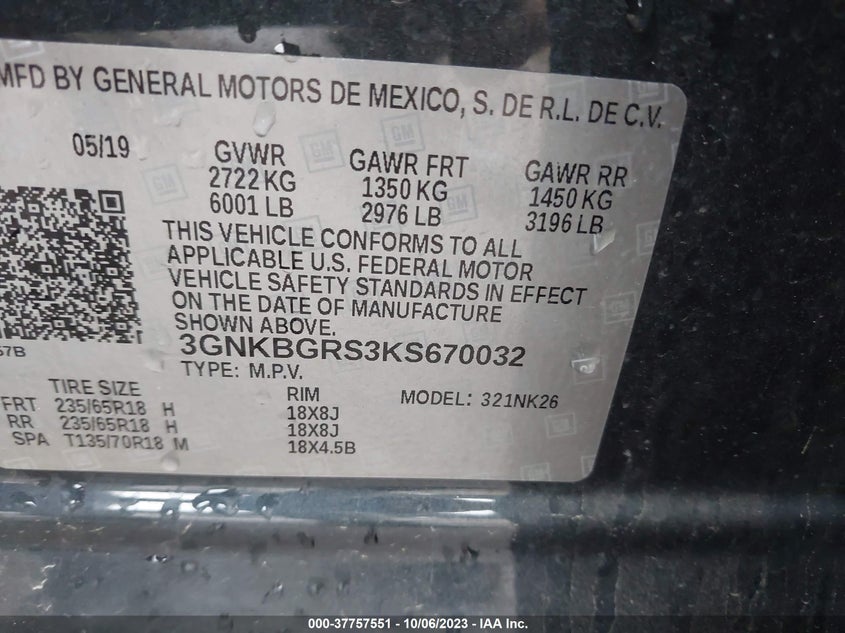 MFD BY GENERAL MOTORS DE MEXICO, S. DE R.L. DE C.V.
05/19 GVWR GAWR FRT GAWR RR
2722 KG 1350 KG 1450 KG
6001 LB 2976 LB 3196 LB
THIS VEHICLE CONFORMS TO ALL
APPLICABLE U.S. FEDERAL MOTOR
VEHICLE SAFETY STANDARDS IN EFFECT
ON THE DATE OF MANUFACTURE
SHOWN ABOVE.
3GNKBGRS3KS670032
TYPE: M.P.V.
TIRE SIZE RIM MODEL: 321NK26
FRT 235/65R18 H 18X8J
RR 235/65R18 H 18X8J
SPA T135/70R18 M 18X4.5B
GM
000-37757551 - 10/06/2023 - IAA Inc.